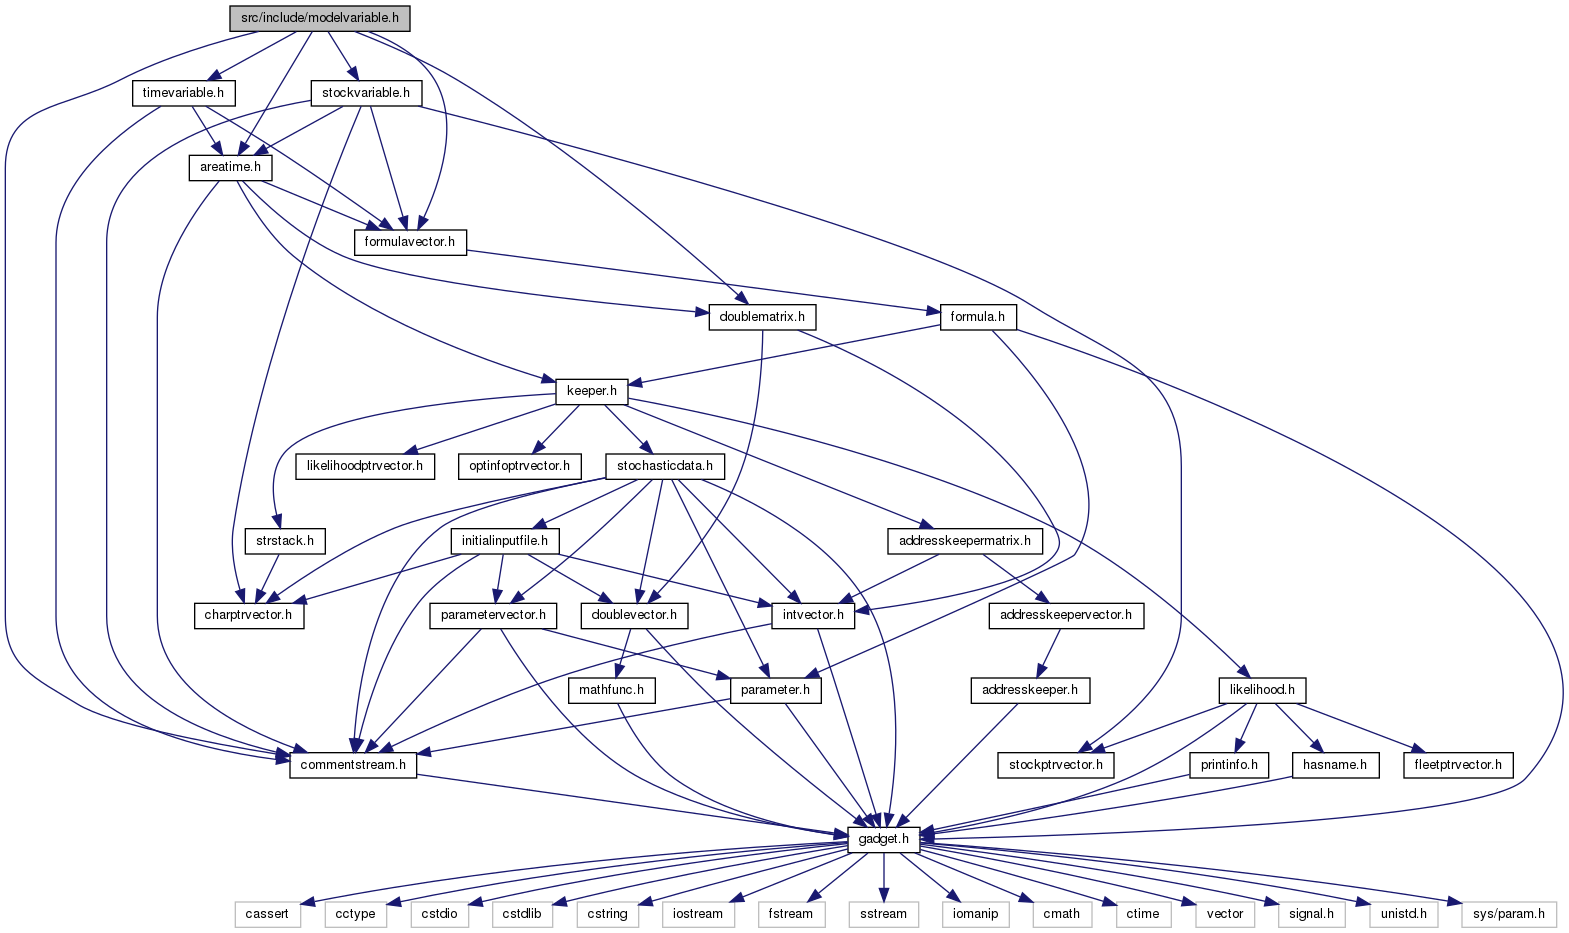 src/include/modelvariable.h
timevariable.h
stockvariable.h
areatime.h
formulavector.h
doublematrix.h
formula.h
keeper.h
likelihoodptrvector.h
optinfoptrvector.h
stochasticdata.h
strstack.h
initialinputfile.h
addresskeepermatrix.h
charptrvector.h
parametervector.h
doublevector.h
intvector.h
addresskeepervector.h
mathfunc.h
parameter.h
addresskeeper.h
likelihood.h
commentstream.h
stockptrvector.h
printinfo.h
hasname.h
fleetptrvector.h
gadget.h
cassert
cctype
cstdio
cstdlib
cstring
iostream
fstream
sstream
iomanip
cmath
ctime
vector
signal.h
unistd.h
sys/param.h